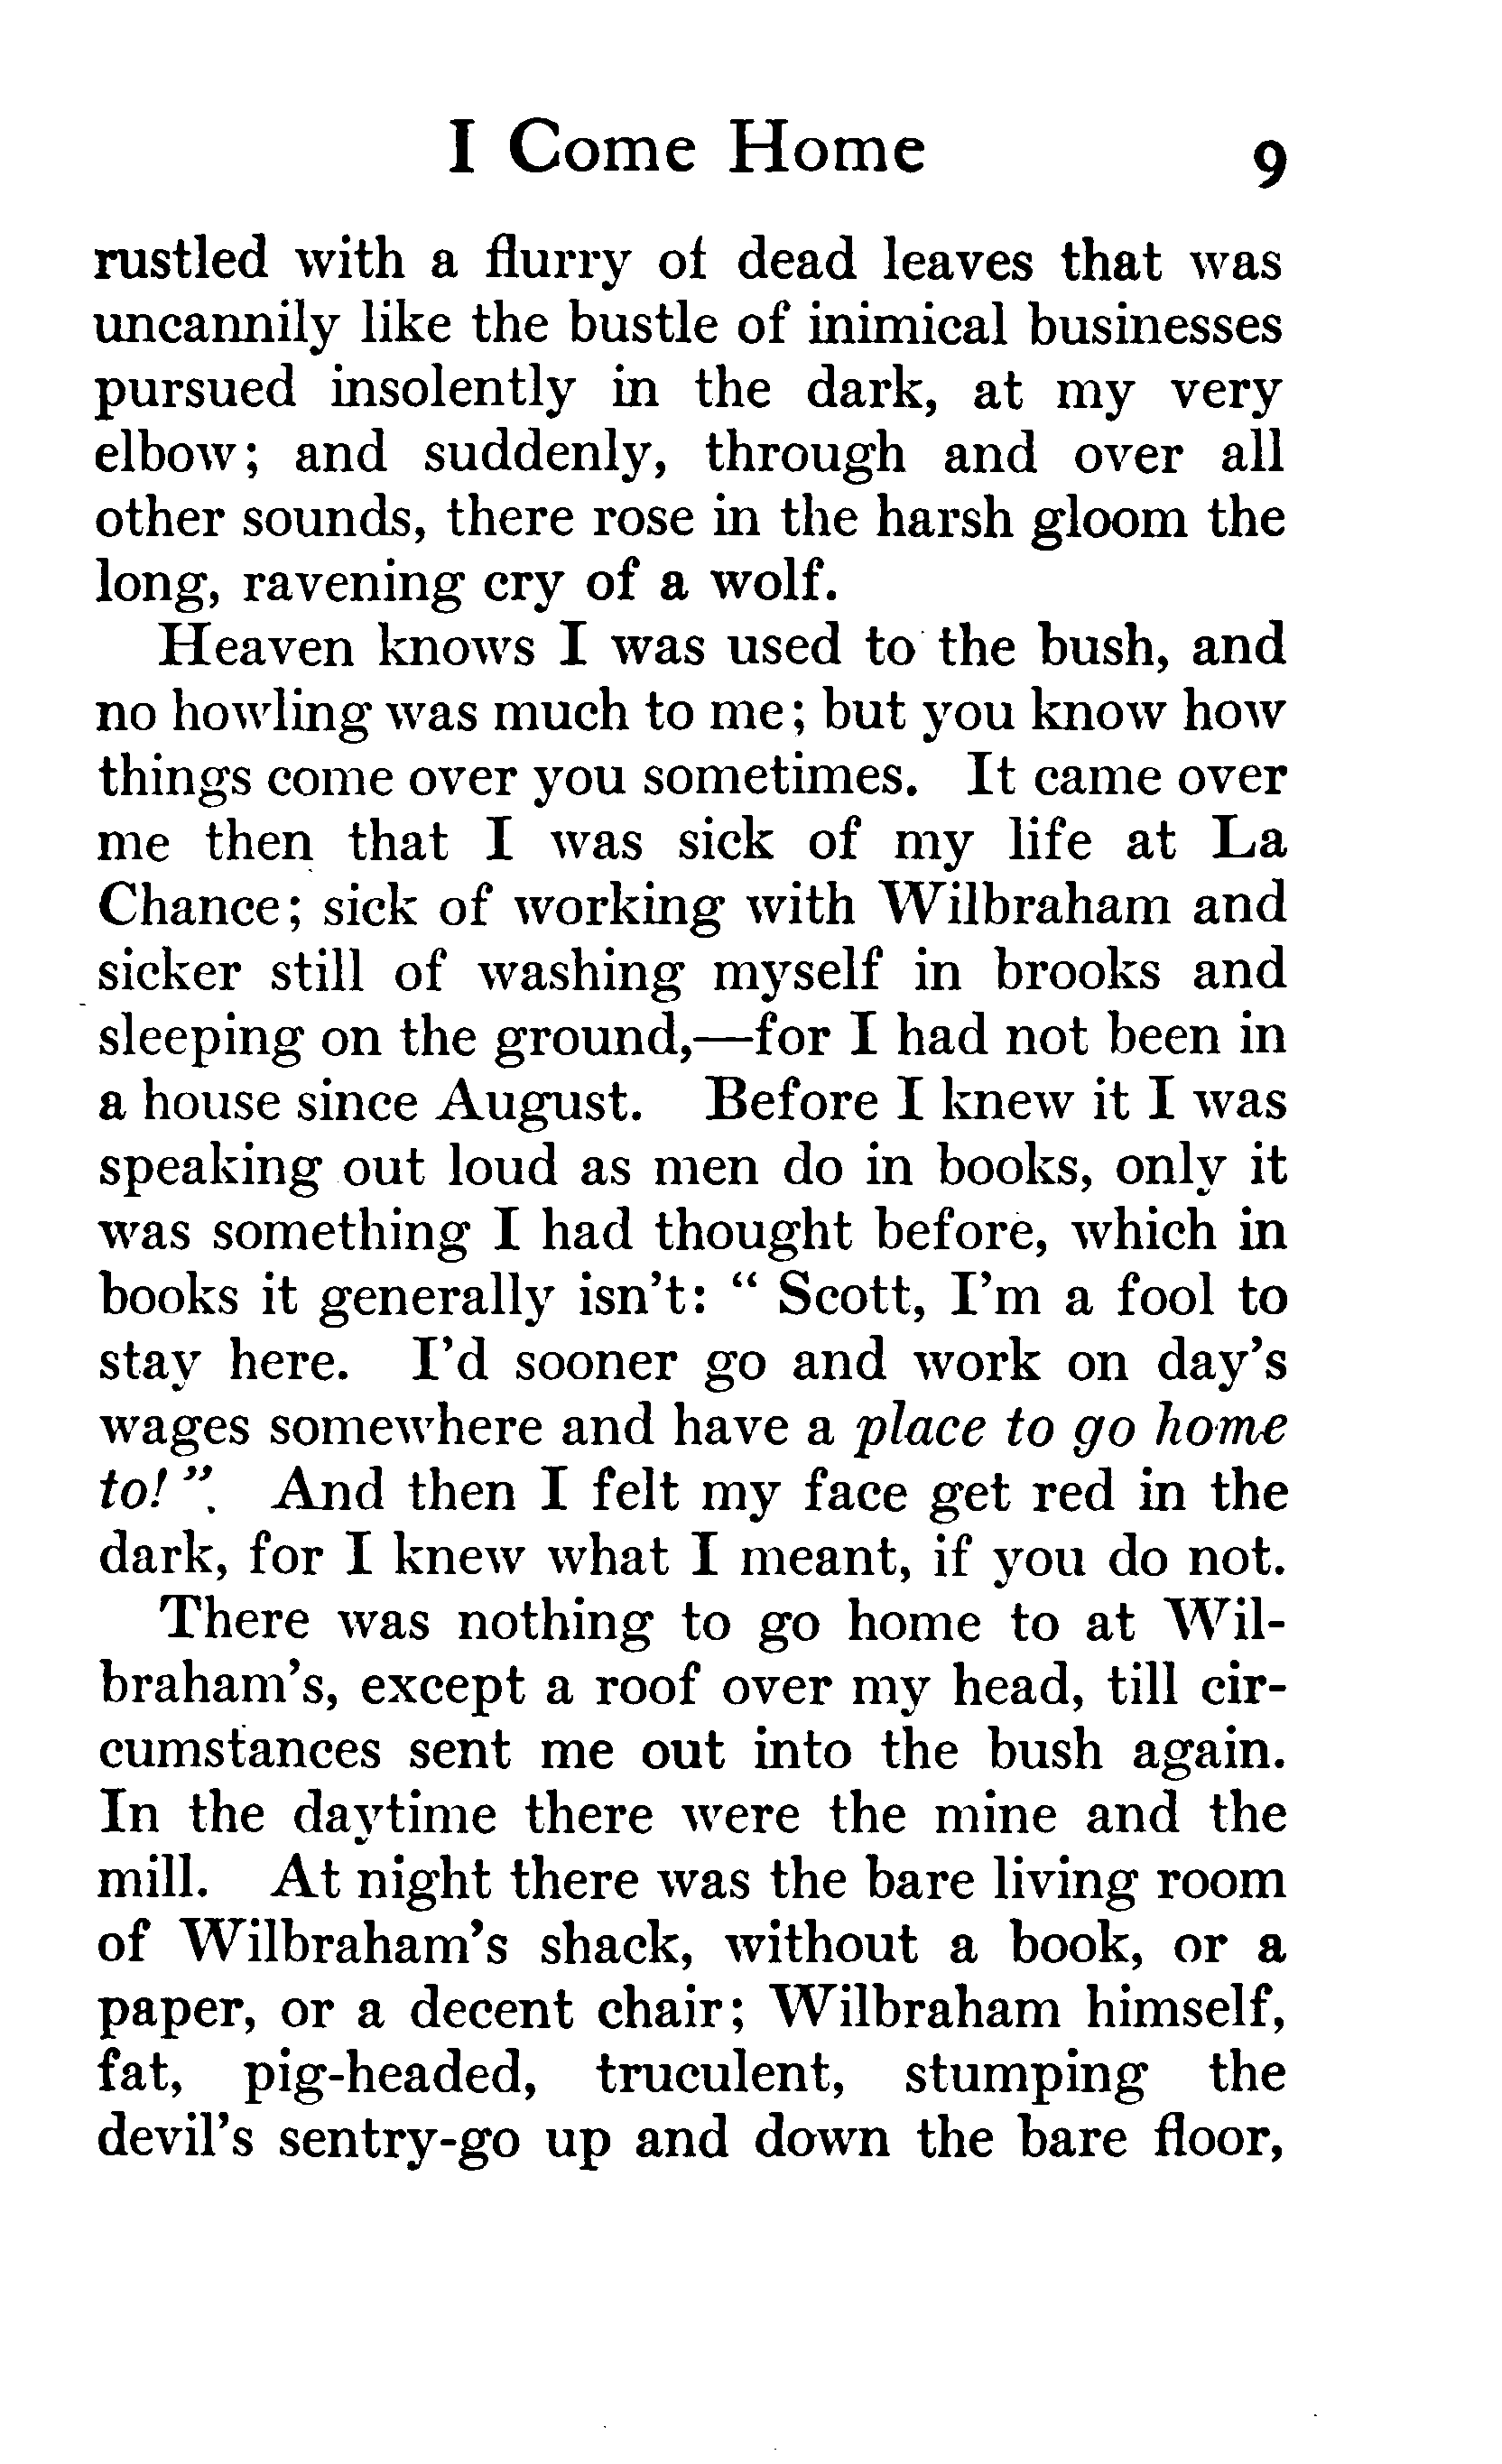 I Come Home 9
rustled with a flurry of dead leaves that was
uncannily like the bustle of inimical businesses
pursued insolently in the dark, at my very
elbow; and suddenly, through and over all
other sounds, there rose in the harsh gloom the
long, ravening cry of a wolf.
Heaven knows I was used to the bush, and
no howling was much to me; but you know how
things come over you sometimes. It came over
me then that I was sick of my life at La
Chance; sick of working with Wilbraham and
sicker still of washing myself in brooks and
sleeping on the ground,—for I had not been in
a house since August. Before I knew it I was
speaking out loud as men do in books, only it
was something I had thought before, which in
books it generally isn't: “ Scott, I'm a fool to
stay here. I'd sooner go and work on day's
wages somewhere and have a place to go home
to! ”. And then I felt my face get red in the
dark, for I knew what I meant, if you do not.
There was nothing to go home to at Wil-
braham's, except a roof over my head, till cir-
cumstances sent me out into the bush again.
In the daytime there were the mine and the
mill. At night there was the bare living room
of Wilbraham's shack, without a book, or a
paper, or a decent chair; Wilbraham himself,
fat, pig-headed, truculent, stumping the
devil's sentry-go up and down the bare floor,